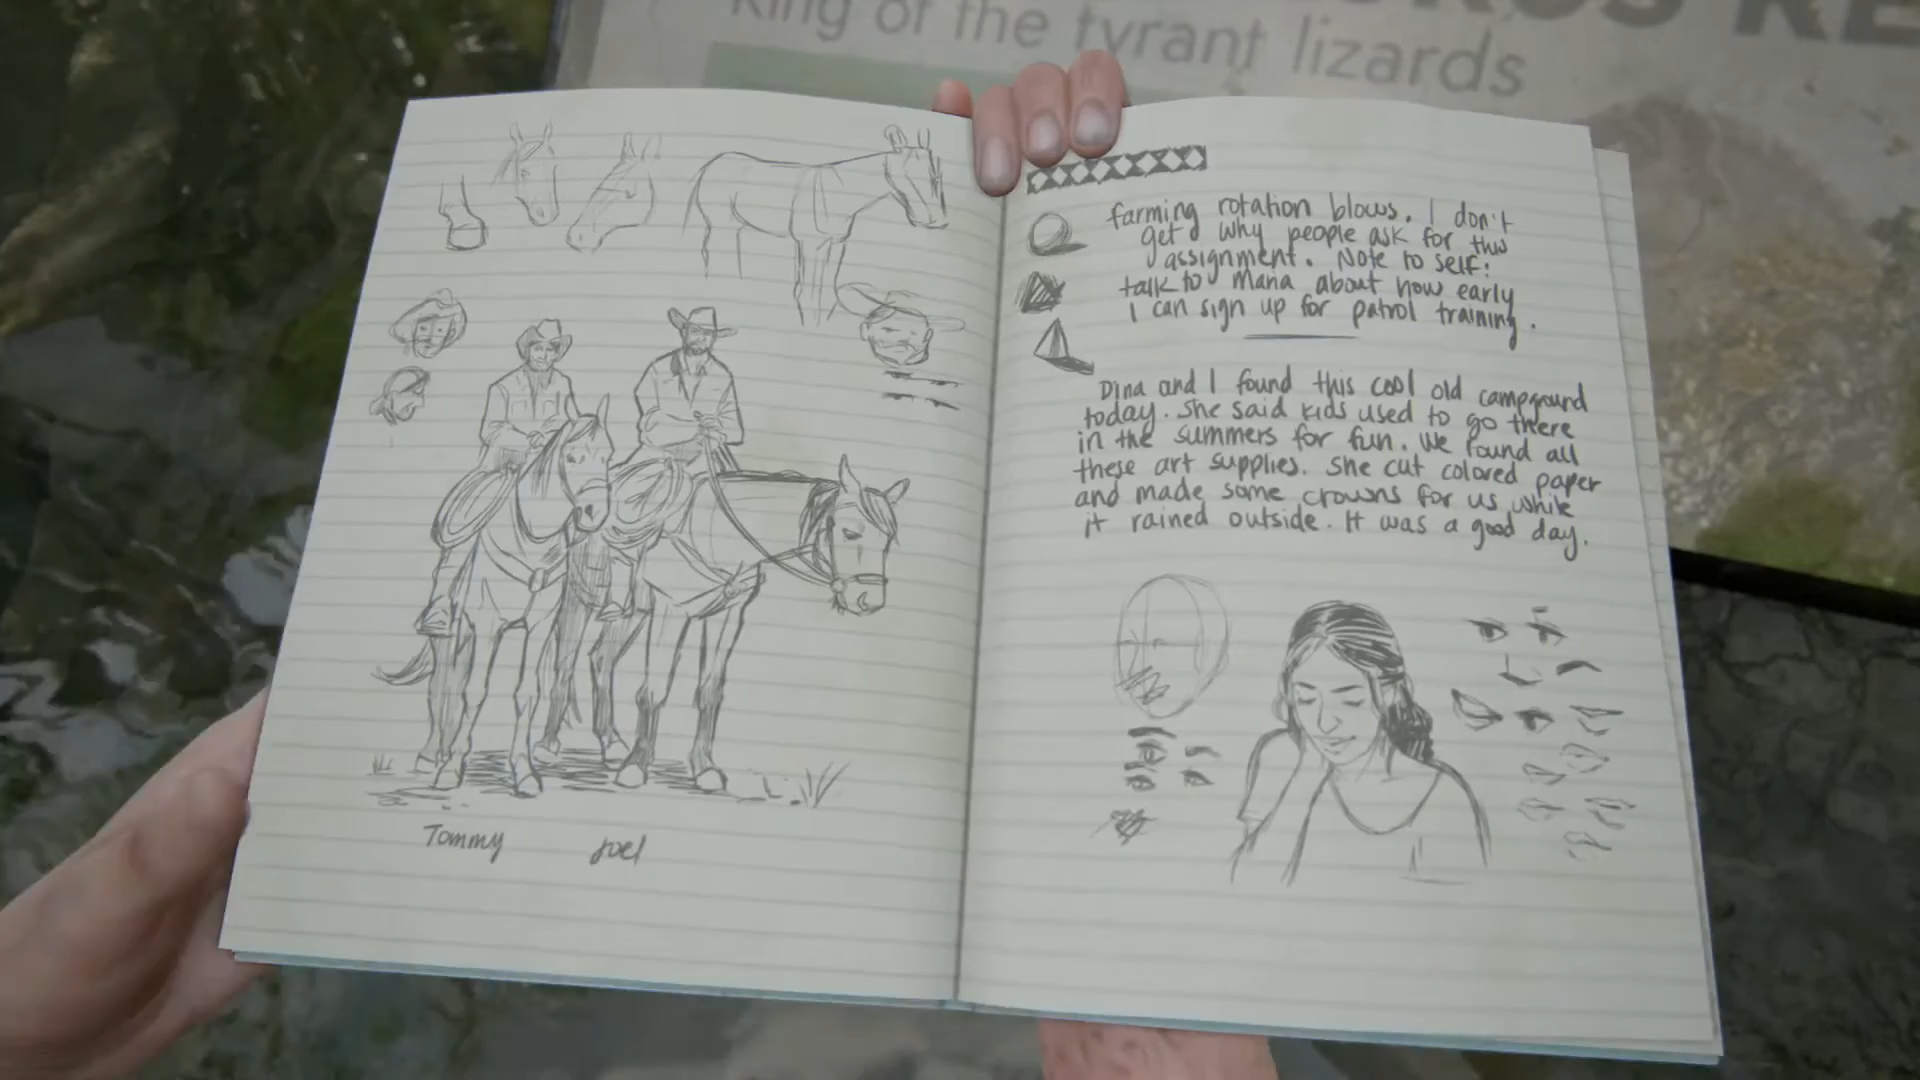 King of the tyrant lizards
farming rotation blows. I don't
get why people ask for this
assignment. Note to self:
talk to Maria about how early
I can sign up for patrol training.
Dina and I found this cool old campground
today. She said kids used to go there
in the summers for fun. We found all
these art supplies. She cut colored paper
and made some crowns for us while
it rained outside. It was a good day.
Tommy
Joel